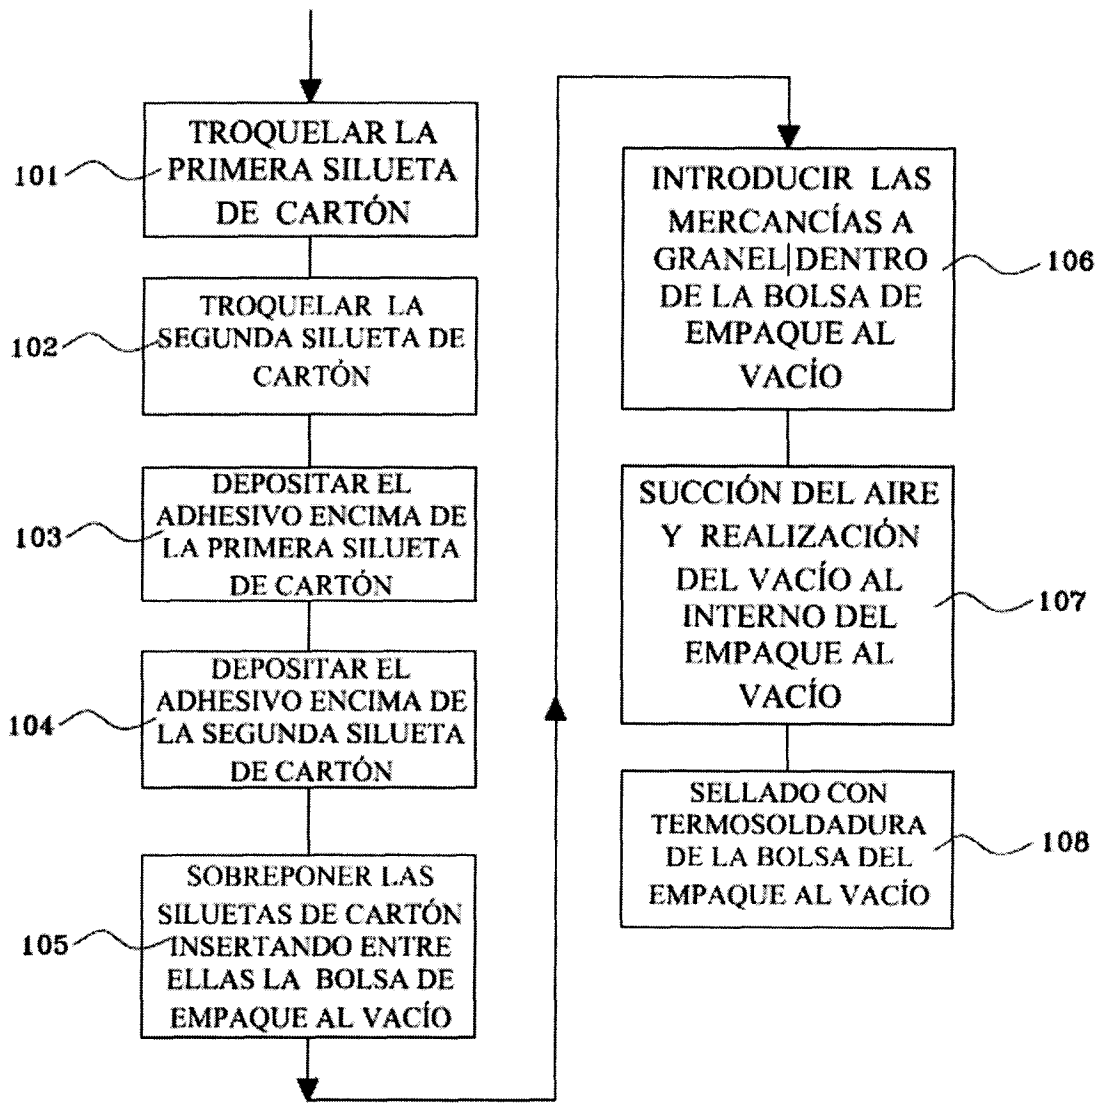 TROQUELAR LA
PRIMERA SILUETA
DE CARTÓN
101
TROQUELAR LA
SEGUNDA SILUETA DE
CARTÓN
102
DEPOSITAR EL
ADHESIVO ENCIMA DE
LA PRIMERA SILUETA
DE CARTÓN
103
DEPOSITAR EL
ADHESIVO ENCIMA DE
LA SEGUNDA SILUETA
DE CARTÓN
104
SOBREPONER LAS
SILUETAS DE CARTÓN
INSERTANDO ENTRE
ELLAS LA BOLSA DE
EMPAQUE AL VACÍO
105
INTRODUCIR LAS
MERCANCÍAS A
GRANEL DENTRO
DE LA BOLSA DE
EMPAQUE AL
VACÍO
106
SUCCIÓN DEL AIRE
Y REALIZACIÓN
DEL VACÍO AL
INTERNO DEL
EMPAQUE AL
VACÍO
107
SELLADO CON
TERMOSOLDADURA
DE LA BOLSA DEL
EMPAQUE AL VACÍO
108